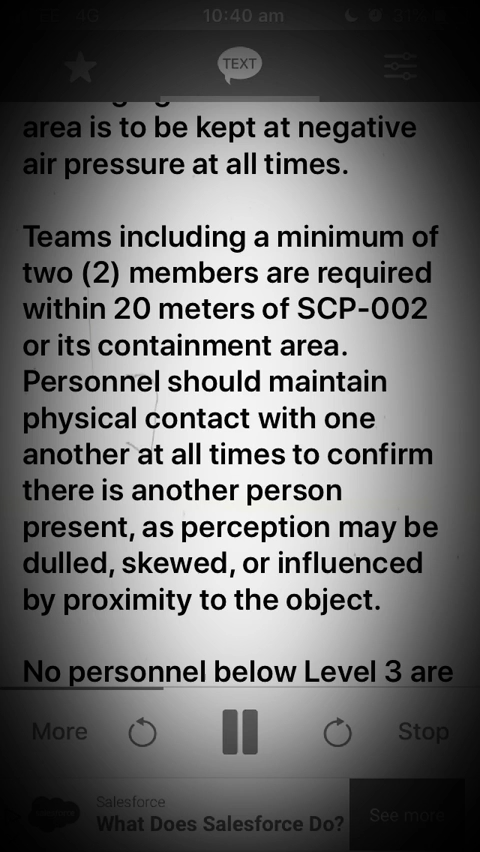 4G 10:40 am 31%
TEXT
area is to be kept at negative
air pressure at all times.
Teams including a minimum of
two (2) members are required
within 20 meters of SCP-002
or its containment area.
Personnel should maintain
physical contact with one
another at all times to confirm
there is another person
present, as perception may be
dulled, skewed, or influenced
by proximity to the object.
No personnel below Level 3 are
More Stop
Salesforce
What Does Salesforce Do?
See more